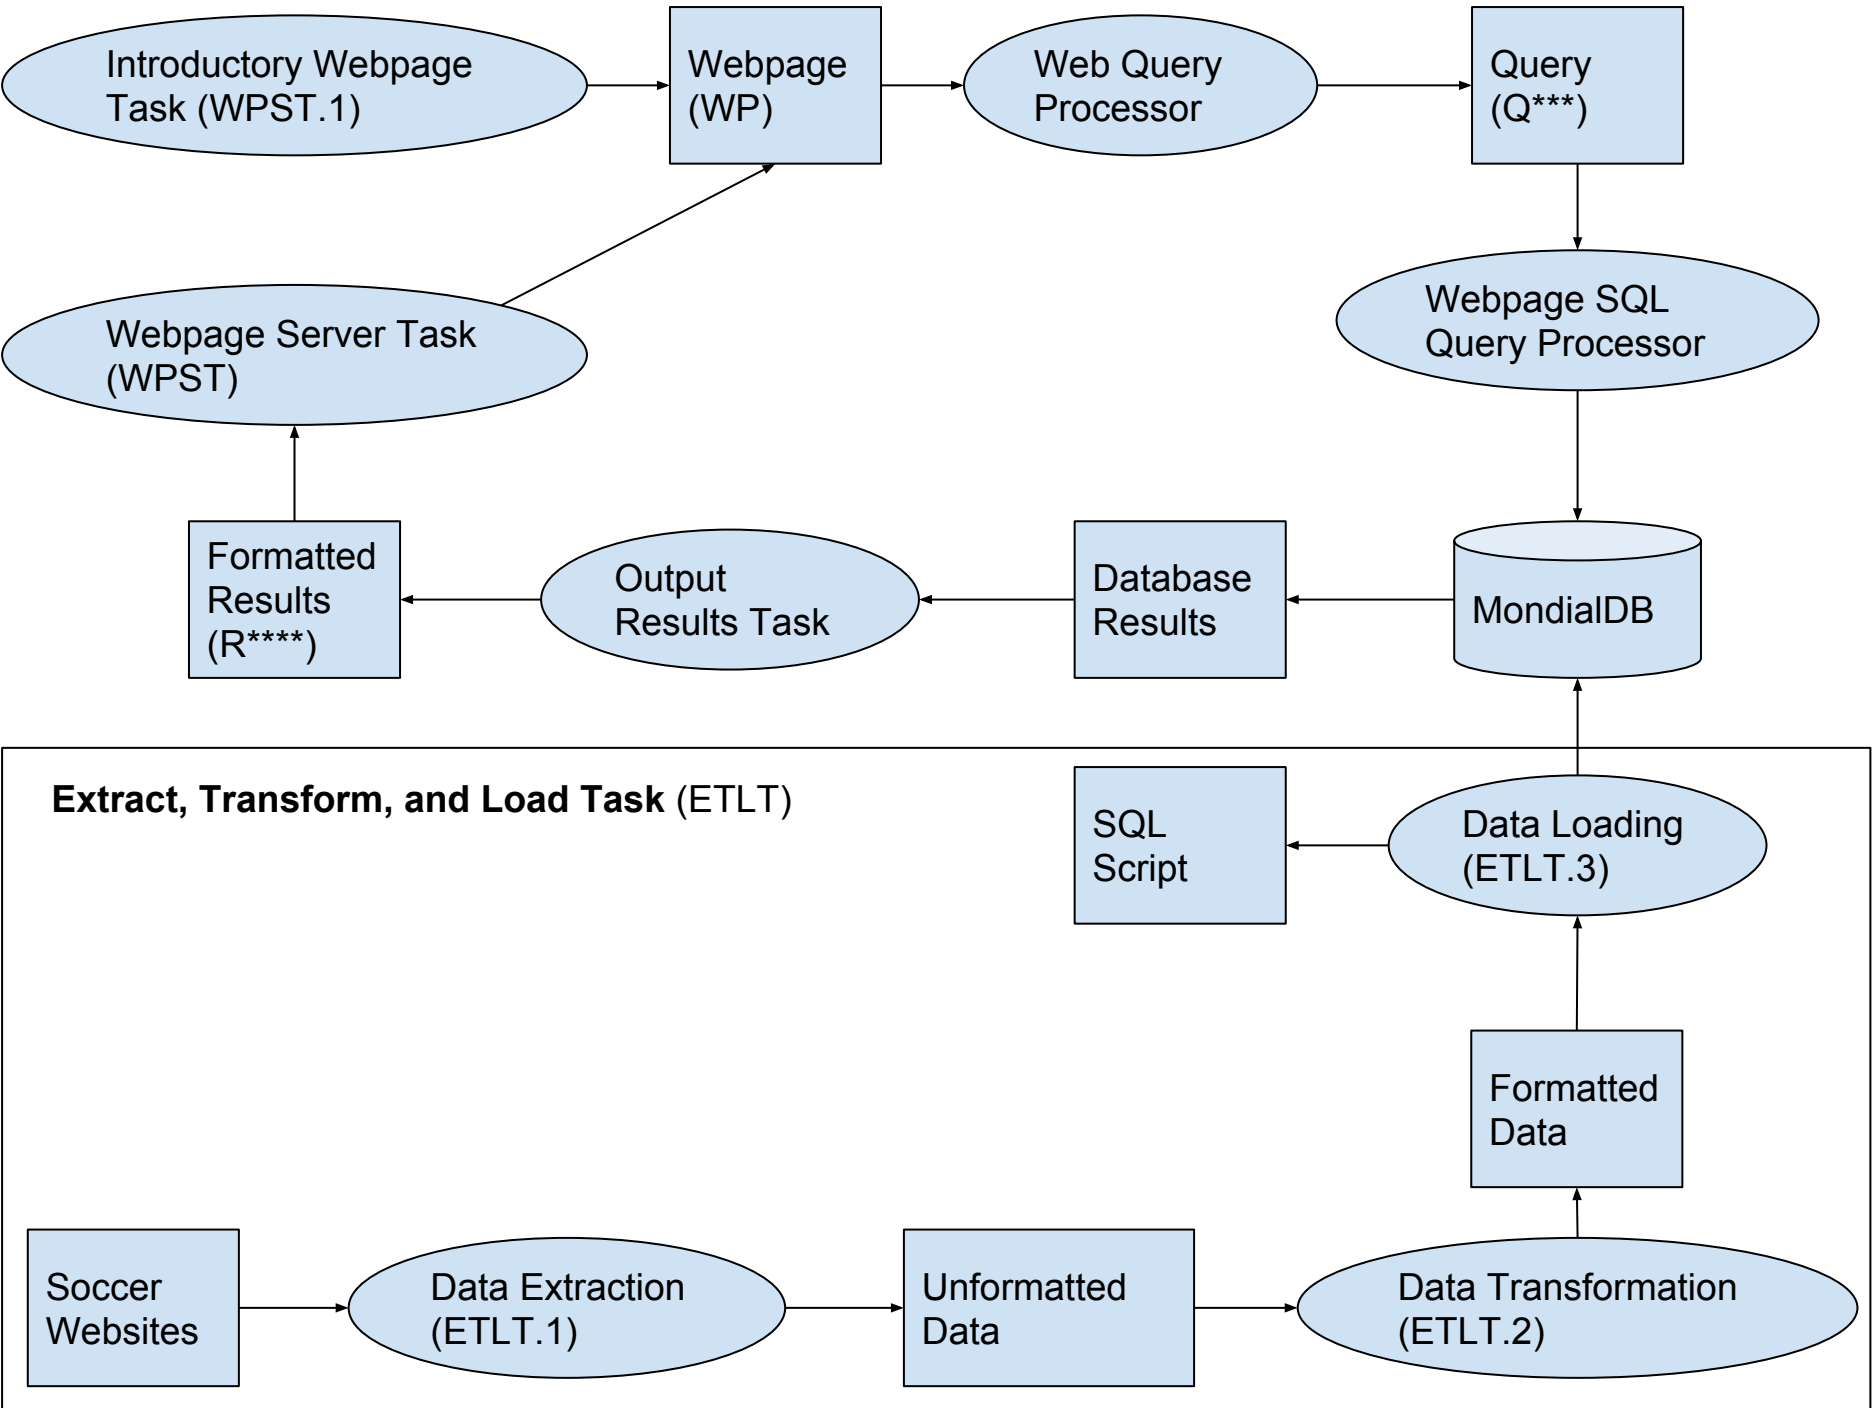 Introductory Webpage
Task (WPST.1)
Webpage
(WP)
Web Query
Processor
Query
(Q***)
Webpage Server Task
(WPST)
Webpage SQL
Query Processor
Formatted
Results
(R****)
Output
Results Task
Database
Results
MondialDB
Extract, Transform, and Load Task (ETLT)
SQL
Script
Data Loading
(ETLT.3)
Formatted
Data
Soccer
Websites
Data Extraction
(ETLT.1)
Unformatted
Data
Data Transformation
(ETLT.2)